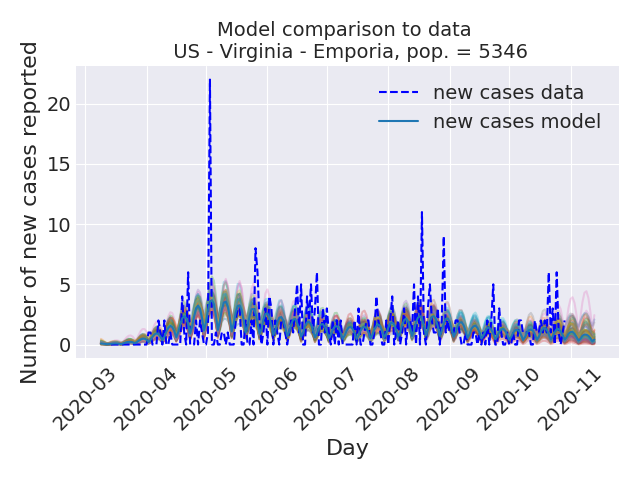 Model comparison to data
US - Virginia - Emporia, pop. = 5346
Number of new cases reported
20
15
10
5
0
new cases data
new cases model
2020-03
2020-04
2020-05
2020-06
2020-07
2020-08
2020-09
2020-10
2020-11
Day